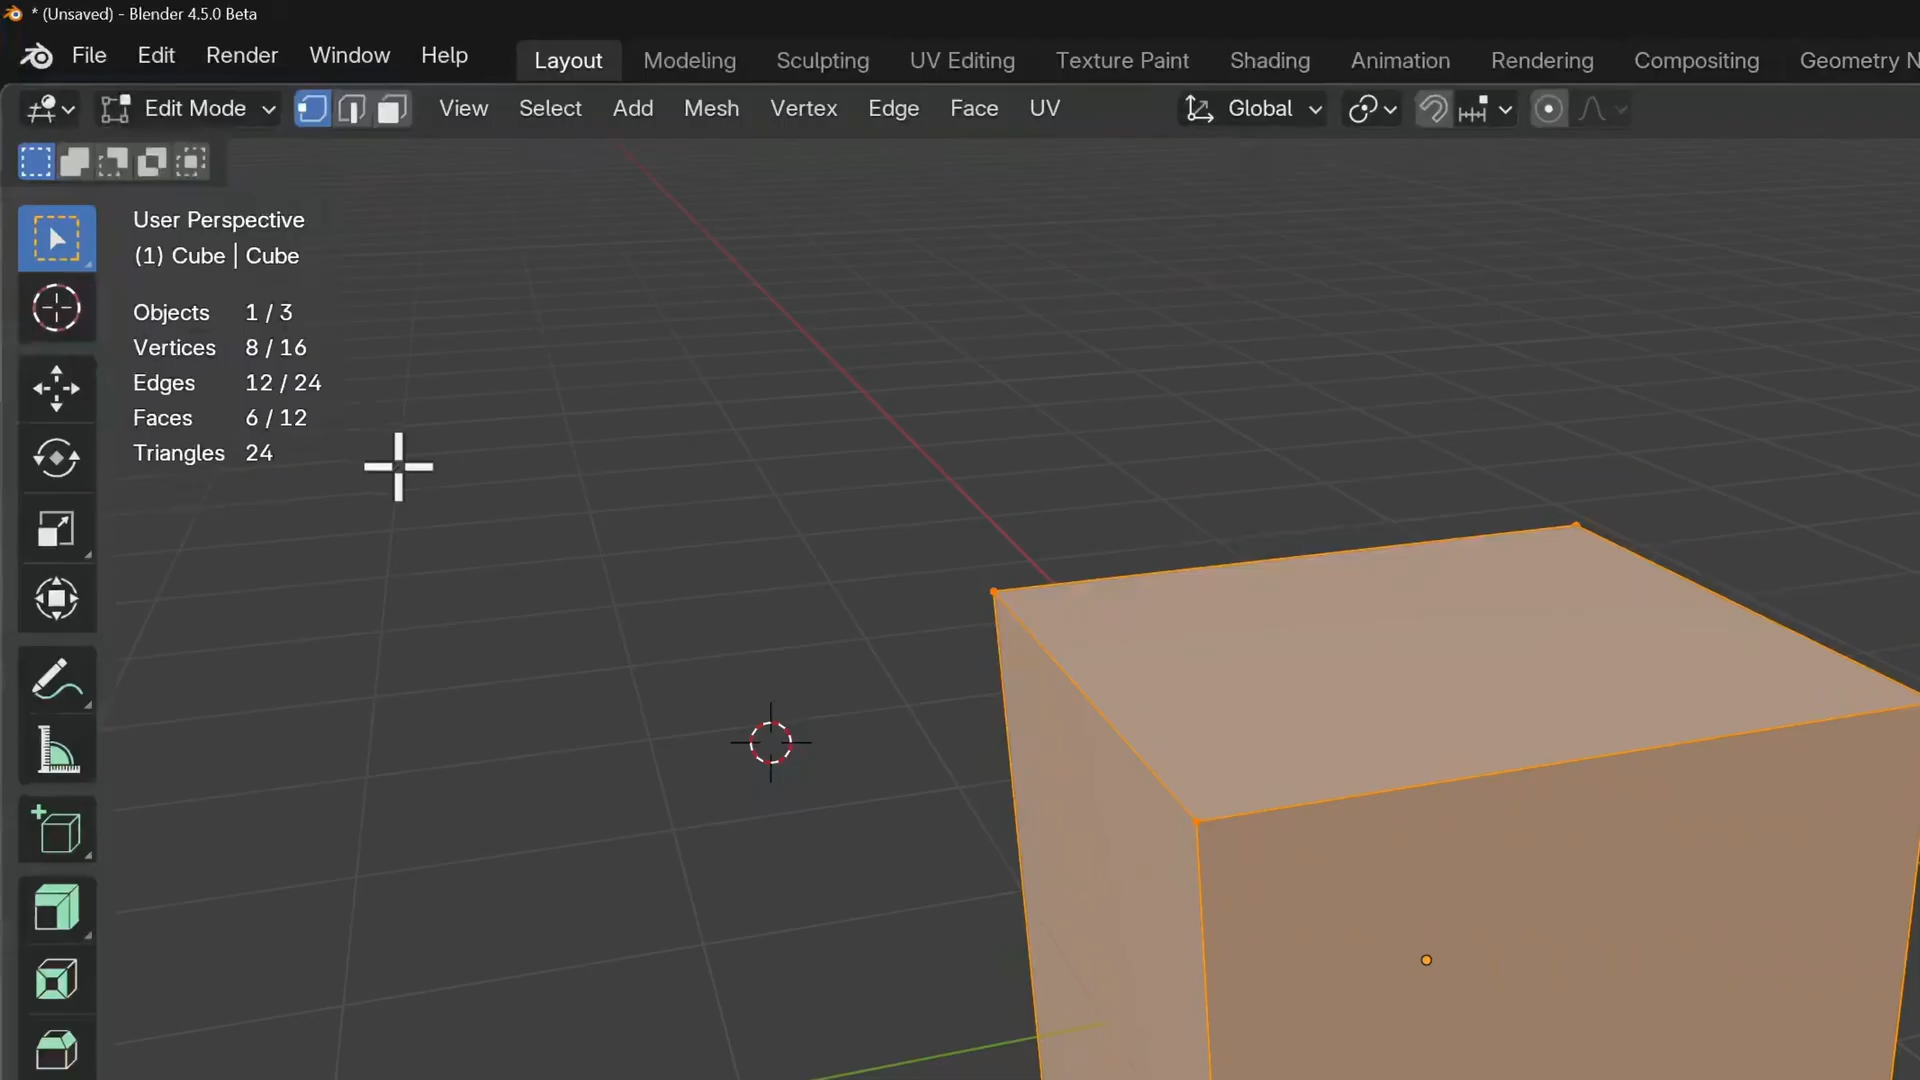 * (Unsaved) - Blender 4.5.0 Beta
File Edit Render Window Help Layout Modeling Sculpting UV Editing Texture Paint Shading Animation Rendering Compositing Geometry N
Edit Mode View Select Add Mesh Vertex Edge Face UV Global
User Perspective
(1) Cube | Cube
Objects 1 / 3
Vertices 8 / 16
Edges 12 / 24
Faces 6 / 12
Triangles 24